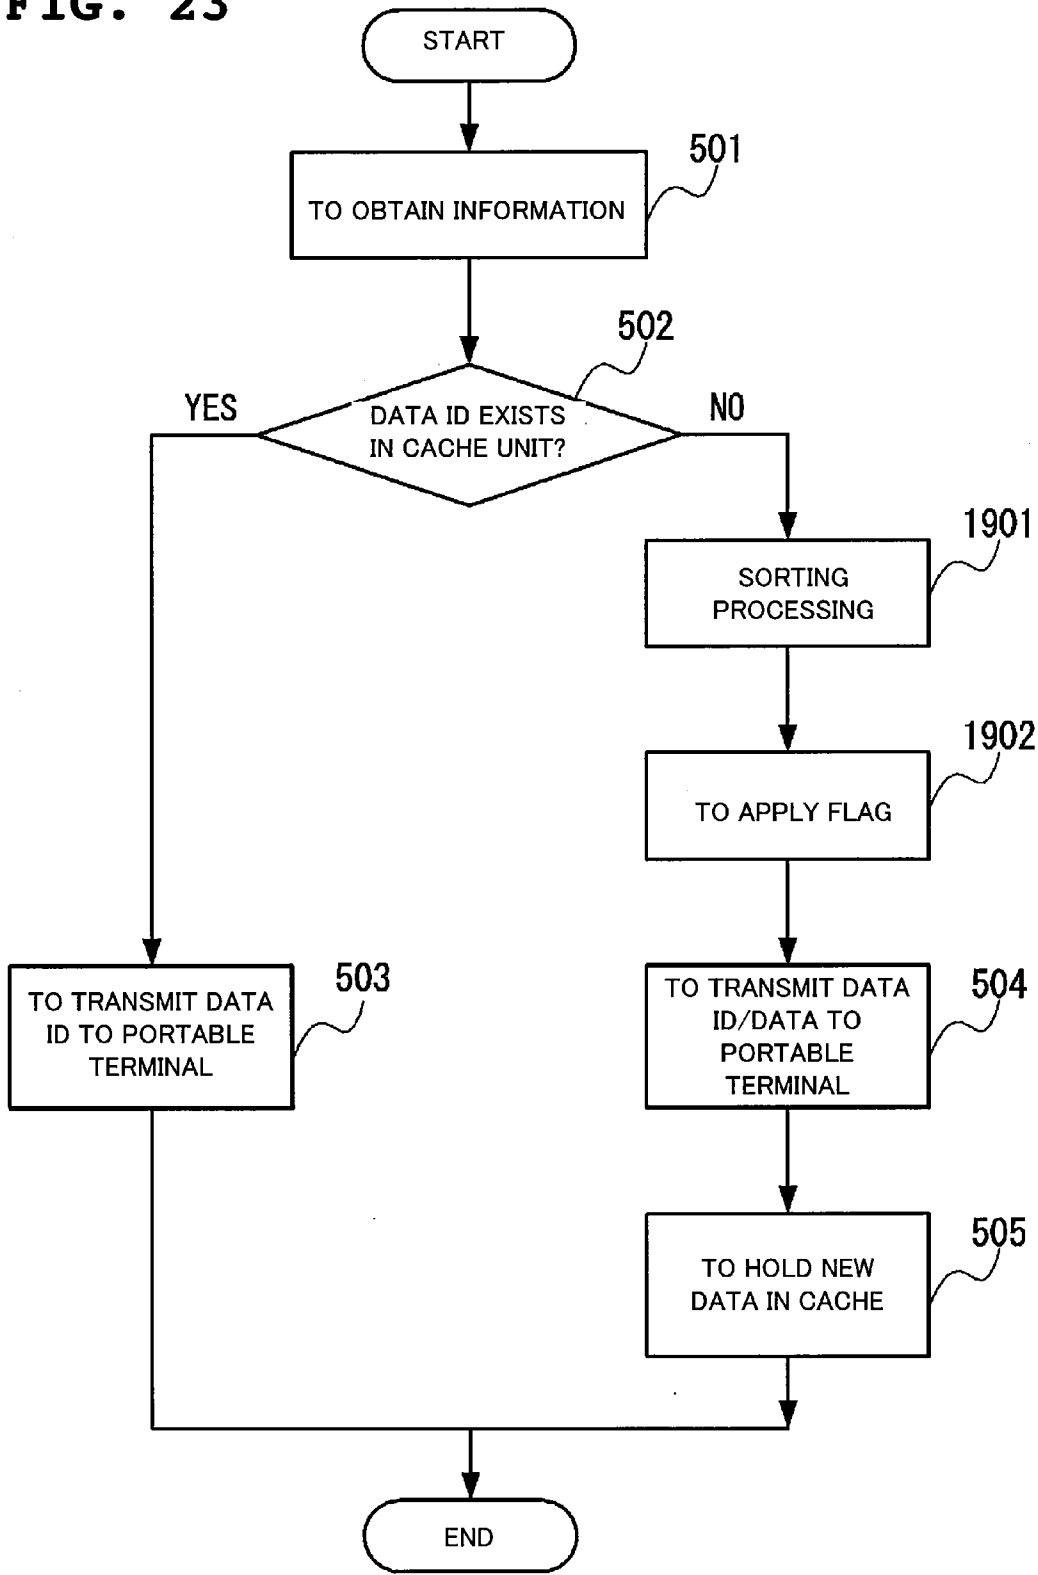 FIG. 23
START
501
TO OBTAIN INFORMATION
502
YES
DATA ID EXISTS
IN CACHE UNIT?
NO
1901
SORTING
PROCESSING
1902
TO APPLY FLAG
503
TO TRANSMIT DATA
ID TO PORTABLE
TERMINAL
504
TO TRANSMIT DATA
ID/DATA TO
PORTABLE
TERMINAL
505
TO HOLD NEW
DATA IN CACHE
END